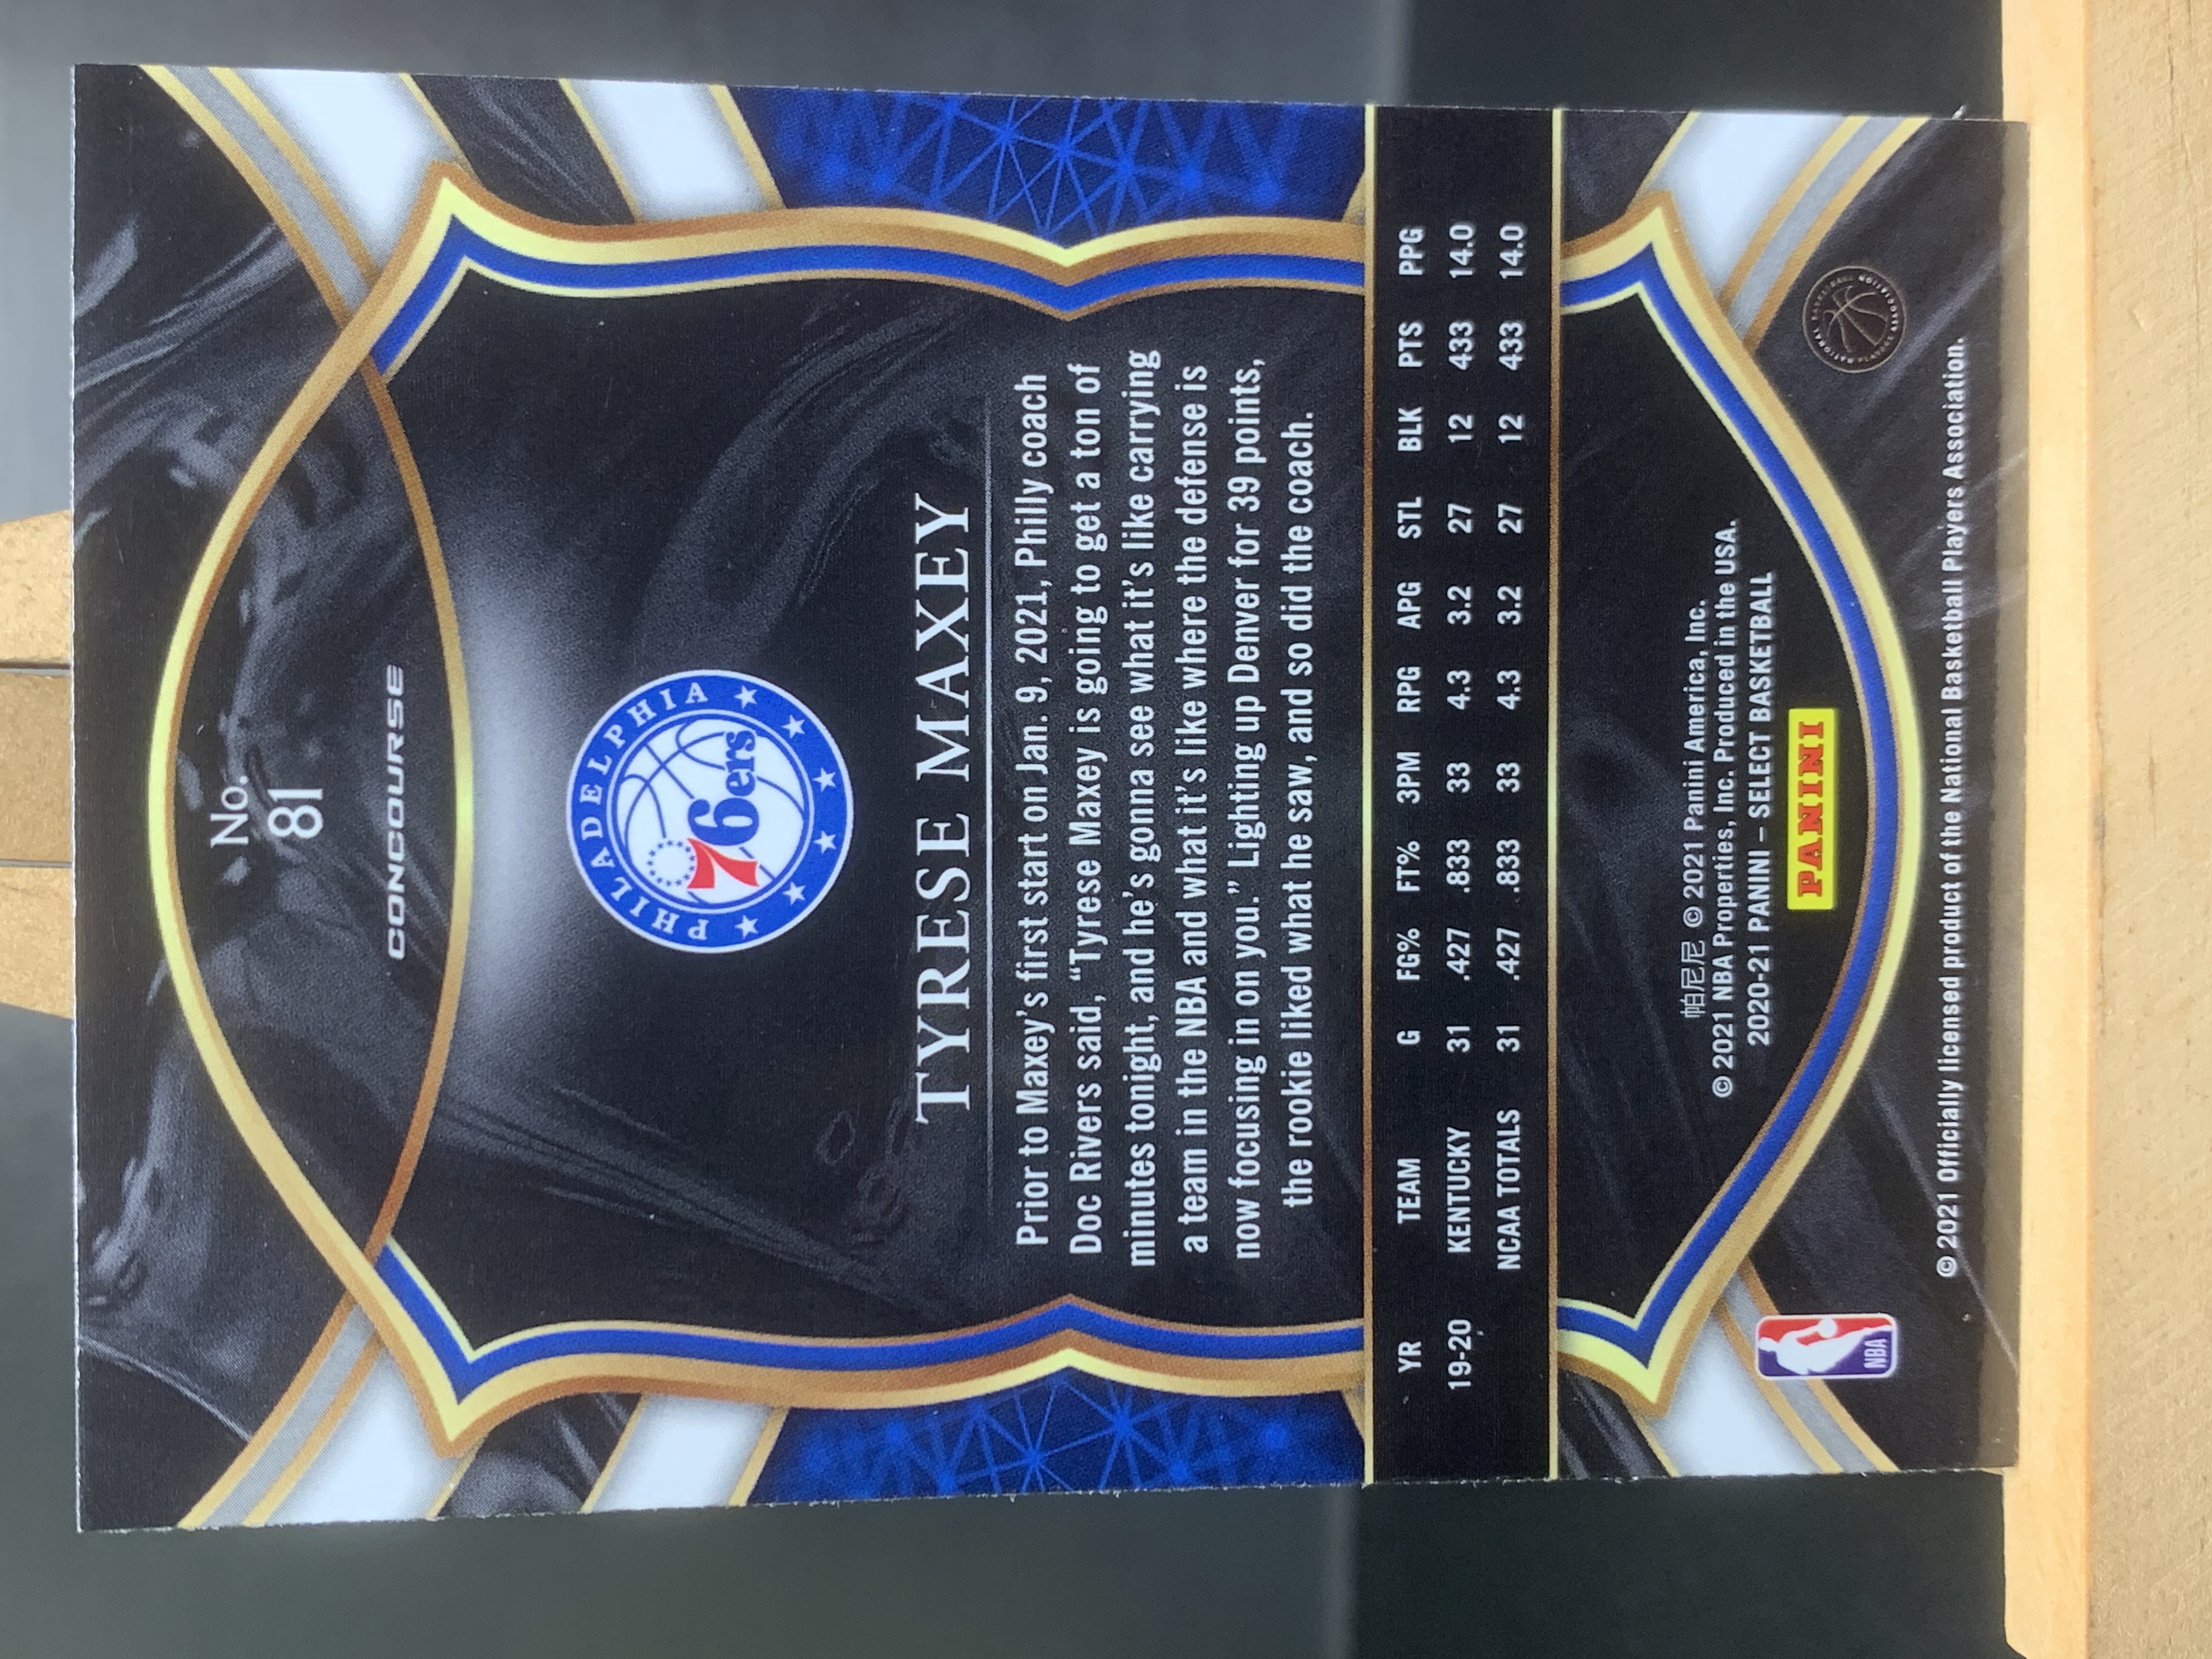 No.
81
CONCOURSE
PHILADELPHIA
76ers
TYRESE MAXEY
Prior to Maxey's first start on Jan. 9, 2021, Philly coach
Doc Rivers said, “Tyrese Maxey is going to get a ton of
minutes tonight, and he's gonna see what it's like carrying
a team in the NBA and what it's like where the defense is
now focusing in on you.” Lighting up Denver for 39 points,
the rookie liked what he saw, and so did the coach.
YR TEAM G FG% FT% 3PM RPG APG STL BLK PTS PPG
19-20 KENTUCKY 31 .427 .833 33 4.3 3.2 27 12 433 14.0
NCAA TOTALS 31 .427 .833 33 4.3 3.2 27 12 433 14.0
帕尼尼 © 2021 Panini America, Inc.
© 2021 NBA Properties, Inc. Produced in the USA.
2020-21 PANINI – SELECT BASKETBALL
PANINI
NBA
NATIONAL BASKETBALL PLAYERS ASSOCIATION
© 2021 Officially licensed product of the National Basketball Players Association.